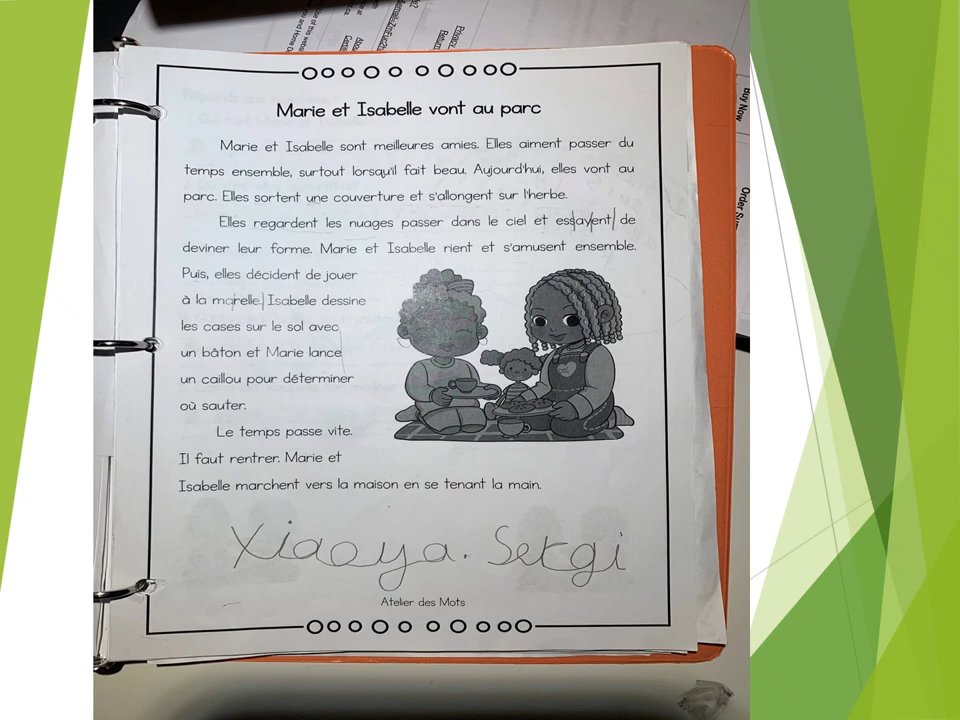 Marie et Isabelle vont au parc
Marie et Isabelle sont meilleures amies. Elles aiment passer du
temps ensemble, surtout lorsqu'il fait beau. Aujourd'hui, elles vont au
parc. Elles sortent une couverture et s'allongent sur l'herbe.
Elles regardent les nuages passer dans le ciel et essayent de
deviner leur forme. Marie et Isabelle rient et s'amusent ensemble.
Puis, elles décident de jouer
à la marelle. Isabelle dessine
les cases sur le sol avec
un bâton et Marie lance
un caillou pour déterminer
où sauter.
Le temps passe vite.
Il faut rentrer. Marie et
Isabelle marchent vers la maison en se tenant la main.
Xiaoya. Sergi
Atelier des Mots
Privacy
Return
Buy Now